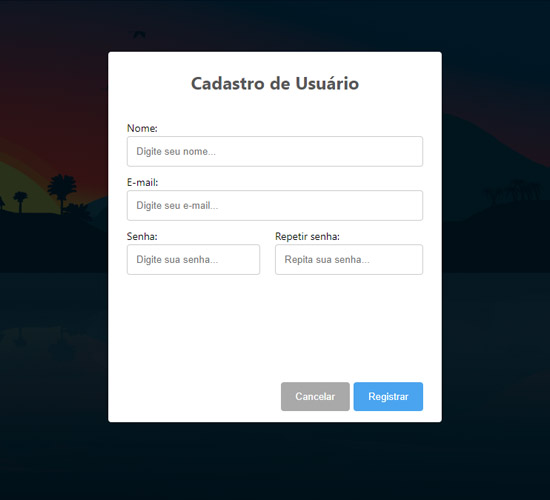 Cadastro de Usuário
Nome:
Digite seu nome...
E-mail:
Digite seu e-mail...
Senha:
Repetir senha:
Digite sua senha...
Repita sua senha...
Cancelar
Registrar